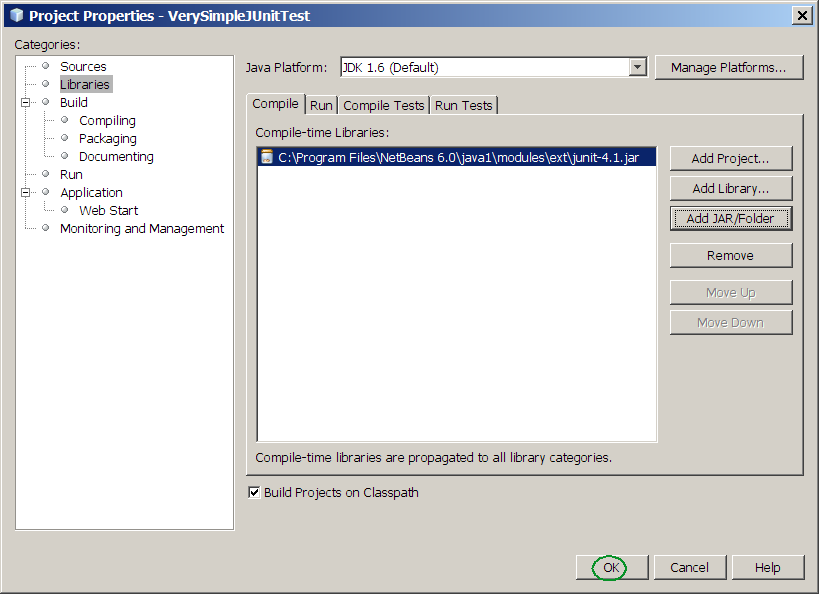 Project Properties - VerySimpleJUnitTest
Categories:
Sources
Libraries
Build
Compiling
Packaging
Documenting
Run
Application
Web Start
Monitoring and Management
Java Platform:
JDK 1.6 (Default)
Manage Platforms...
Compile
Run
Compile Tests
Run Tests
Compile-time Libraries:
C:\Program Files\NetBeans 6.0\java1\modules\ext\junit-4.1.jar
Add Project...
Add Library...
Add JAR/Folder
Remove
Move Up
Move Down
Compile-time libraries are propagated to all library categories.
Build Projects on Classpath
OK
Cancel
Help